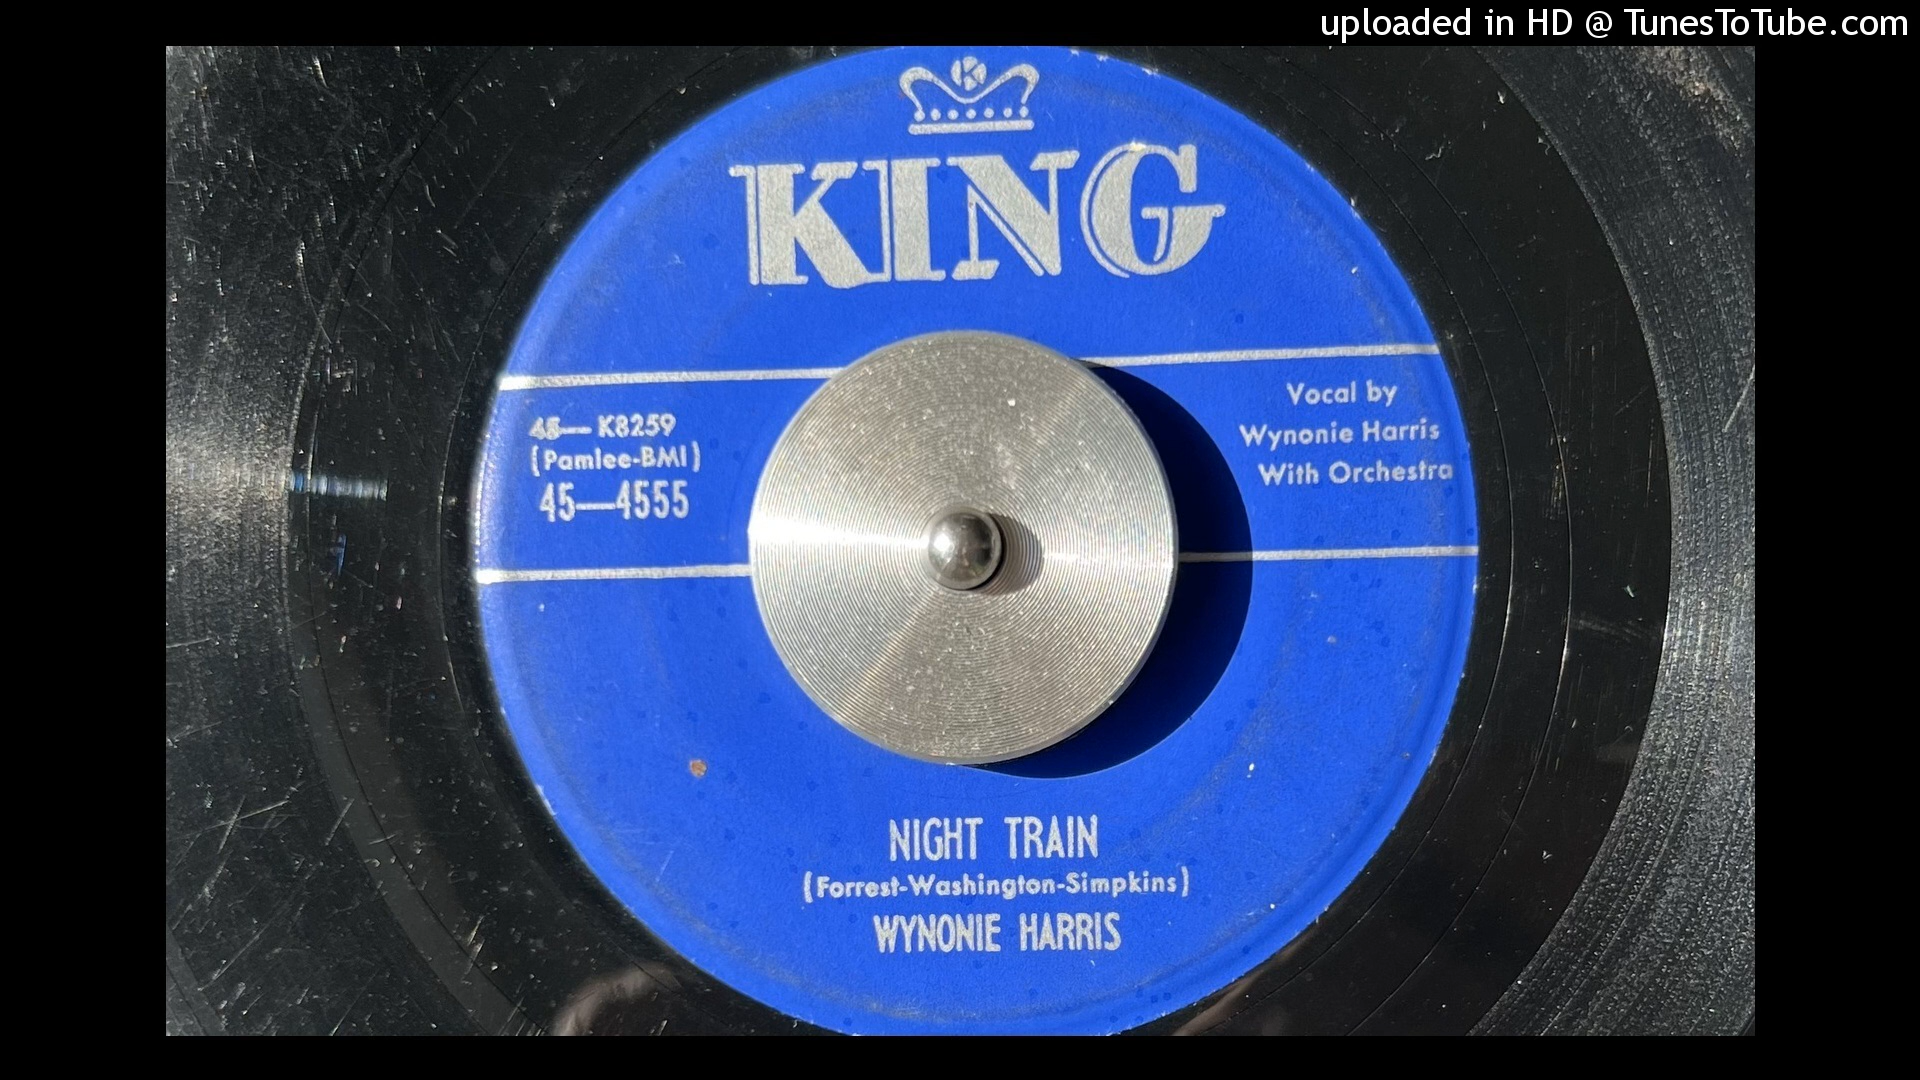 uploaded in HD @ TunesToTube.com
K
KING
45— K8259
(Pamlee-BMI)
45—4555
Vocal by
Wynonie Harris
With Orchestra
NIGHT TRAIN
(Forrest-Washington-Simpkins)
WYNONIE HARRIS